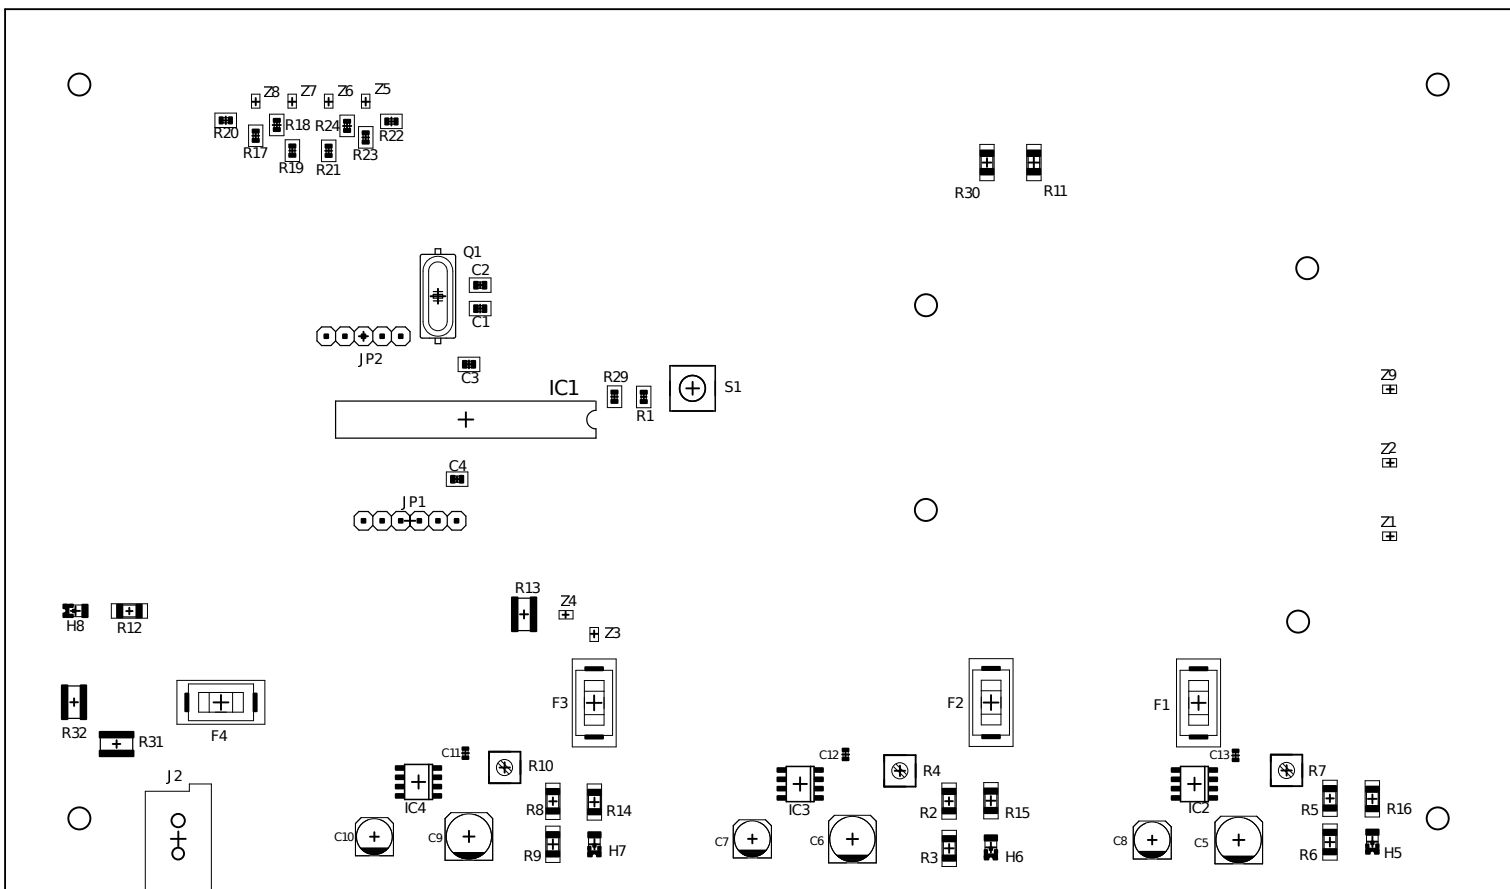 Z8 Z7 Z6 Z5
R20 R18 R24 R22
R17 R23
R19 R21
R30 R11
Q1
C2
C1
JP2
C3
IC1 R29 S1
R1
Z9
C4
Z2
JP1
Z1
R13
Z4
H8 R12
Z3
F3 F2 F1
R32 R31 F4
C11 C12 C13
R10 R4 R7
J2
IC4 R8 R14 IC3 R2 R15 IC2 R5 R16
C10 C9 C7 C6 C8 C5
R9 H7 R3 H6 R6 H5